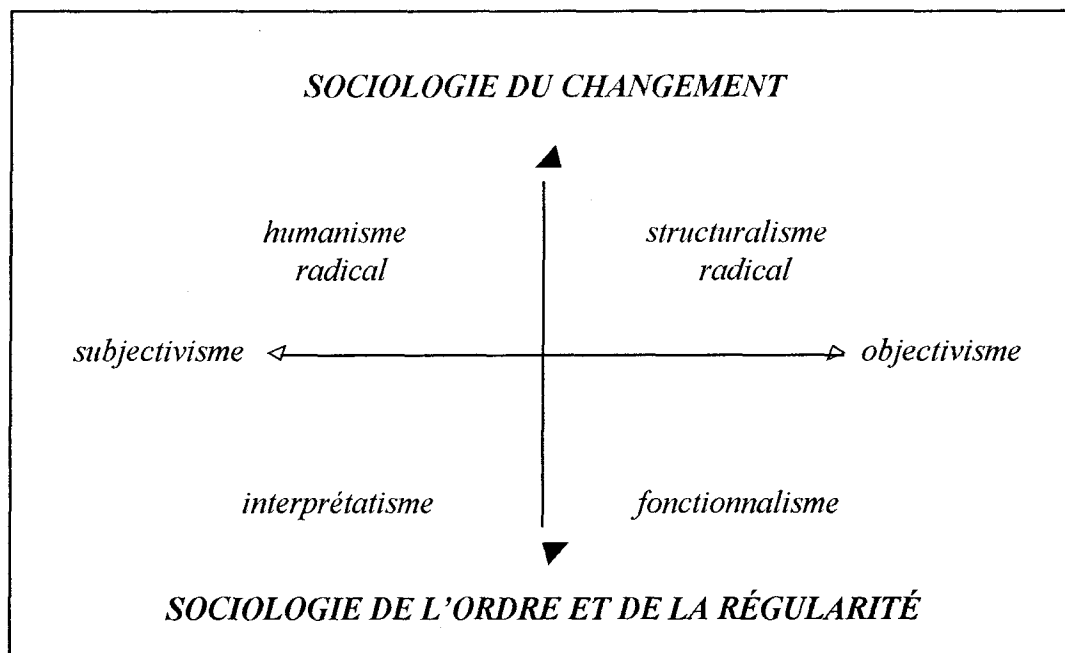 SOCIOLOGIE DU CHANGEMENT
humanisme
radical
structuralisme
radical
subjectivisme
objectivisme
interprétatisme
fonctionnalisme
SOCIOLOGIE DE L'ORDRE ET DE LA RÉGULARITÉ